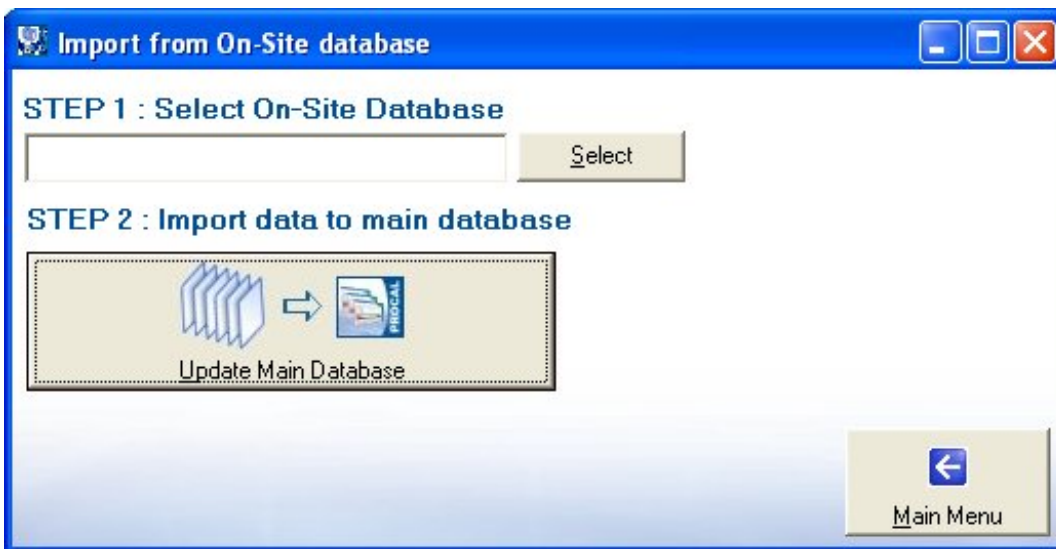 Import from On-Site database
STEP 1 : Select On-Site Database
Select
STEP 2 : Import data to main database
PROCAL
Update Main Database
Main Menu